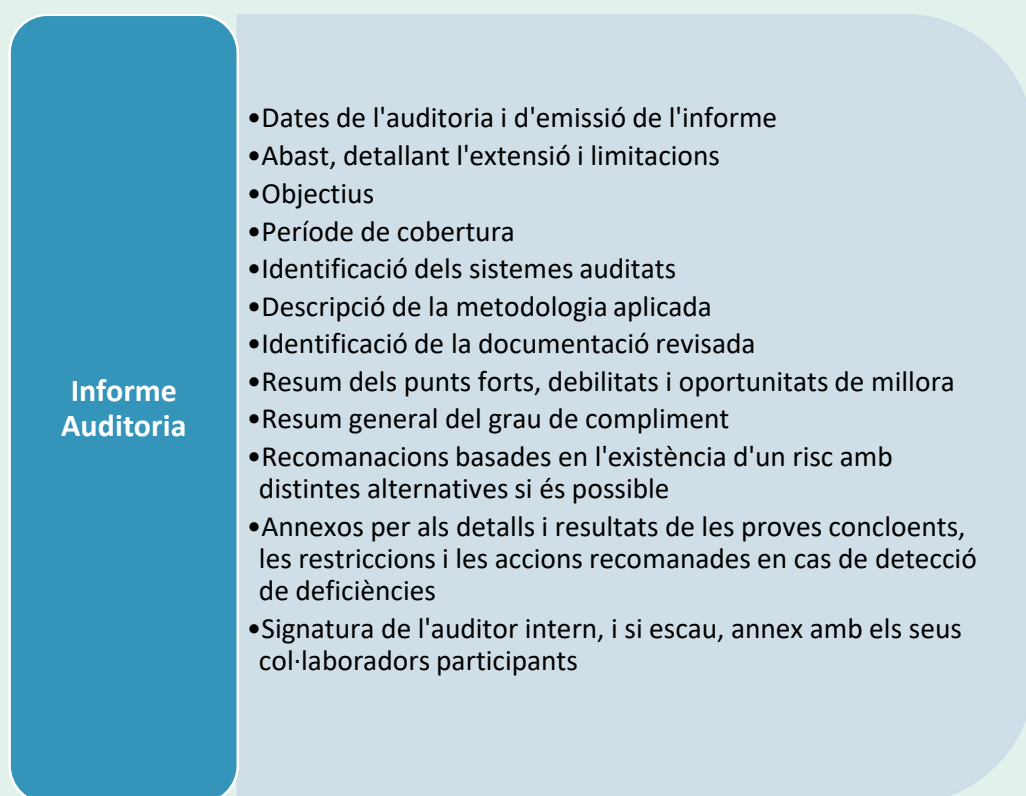 Informe
Auditoria
•Dates de l'auditoria i d'emissió de l'informe
•Abast, detallant l'extensió i limitacions
•Objectius
•Període de cobertura
•Identificació dels sistemes auditats
•Descripció de la metodologia aplicada
•Identificació de la documentació revisada
•Resum dels punts forts, debilitats i oportunitats de millora
•Resum general del grau de compliment
•Recomanacions basades en l'existència d'un risc amb
distintes alternatives si és possible
•Annexos per als detalls i resultats de les proves concloents,
les restriccions i les accions recomanades en cas de detecció
de deficiències
•Signatura de l'auditor intern, i si escau, annex amb els seus
col·laboradors participants